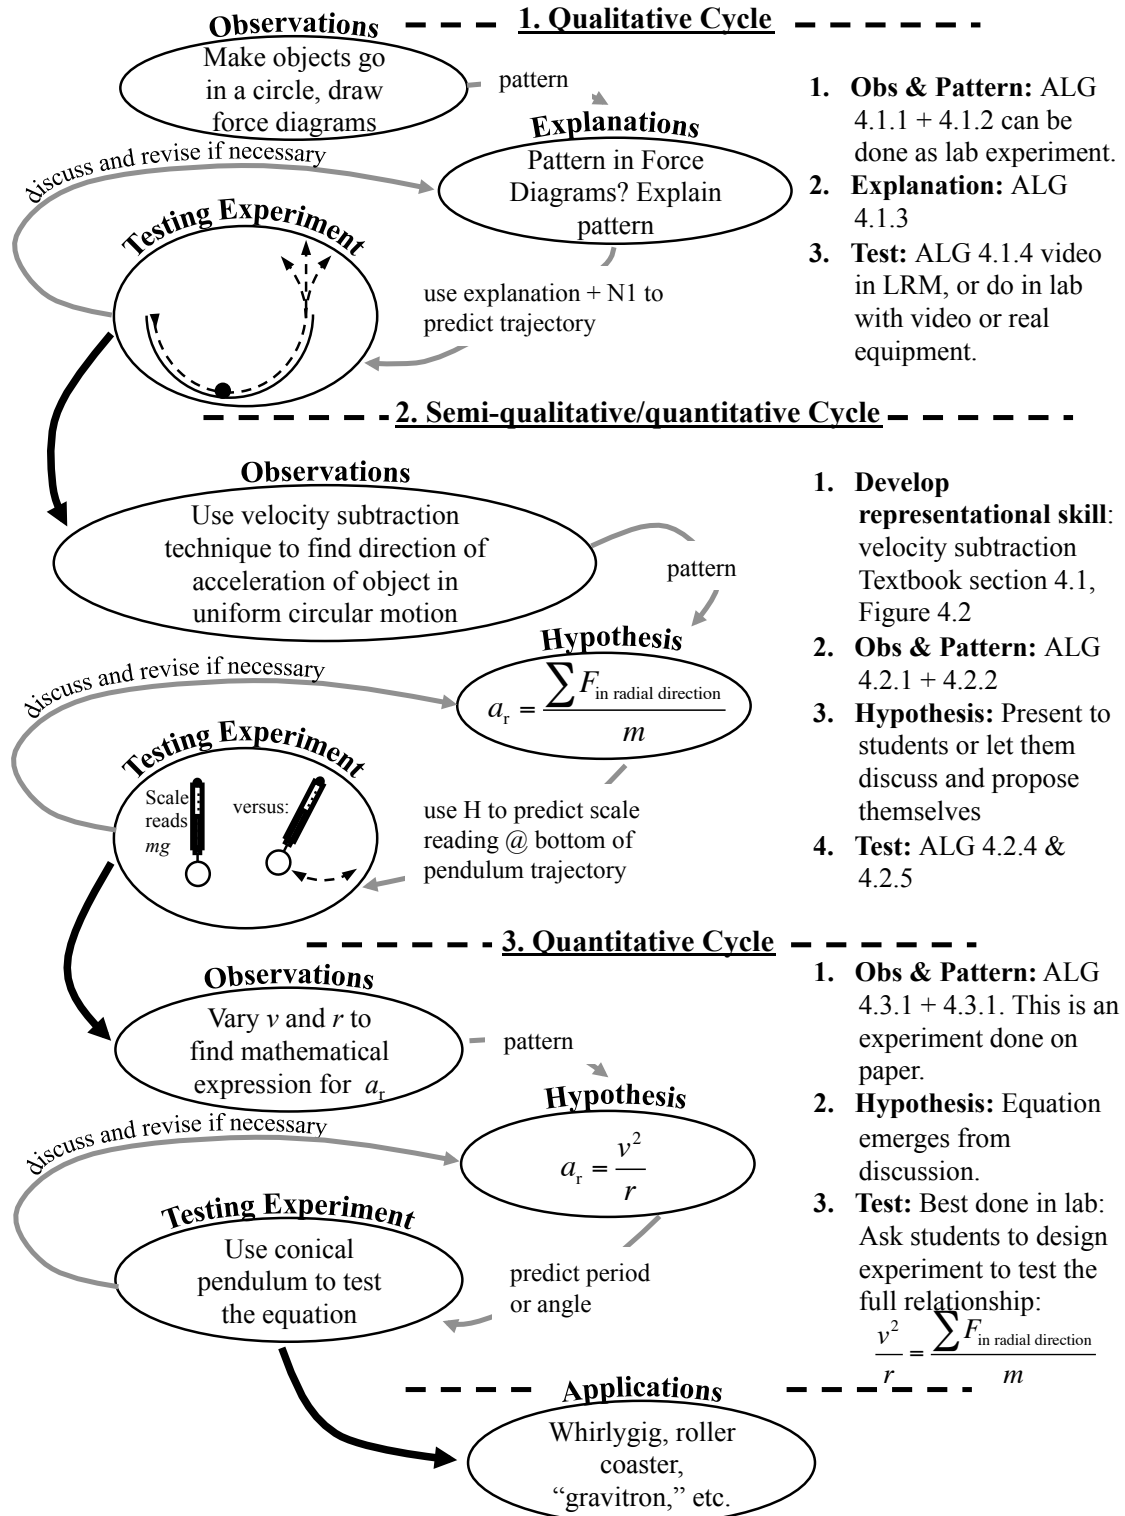 1. Qualitative Cycle
Observations
Make objects go
in a circle, draw
force diagrams
pattern
Explanations
Pattern in Force
Diagrams? Explain
pattern
discuss and revise if necessary
Testing Experiment
use explanation + N1 to
predict trajectory
1. Obs & Pattern: ALG
4.1.1 + 4.1.2 can be
done as lab experiment.
2. Explanation: ALG
4.1.3
3. Test: ALG 4.1.4 video
in LRM, or do in lab
with video or real
equipment.
2. Semi-qualitative/quantitative Cycle
Observations
Use velocity subtraction
technique to find direction of
acceleration of object in
uniform circular motion
pattern
Hypothesis
a_r = ∑F_in radial direction / m
discuss and revise if necessary
Testing Experiment
Scale
reads
mg
versus:
use H to predict scale
reading @ bottom of
pendulum trajectory
1. Develop
representational skill:
velocity subtraction
Textbook section 4.1,
Figure 4.2
2. Obs & Pattern: ALG
4.2.1 + 4.2.2
3. Hypothesis: Present to
students or let them
discuss and propose
themselves
4. Test: ALG 4.2.4 &
4.2.5
3. Quantitative Cycle
Observations
Vary v and r to
find mathematical
expression for a_r
pattern
Hypothesis
a_r = v² / r
discuss and revise if necessary
Testing Experiment
Use conical
pendulum to test
the equation
predict period
or angle
1. Obs & Pattern: ALG
4.3.1 + 4.3.1. This is an
experiment done on
paper.
2. Hypothesis: Equation
emerges from
discussion.
3. Test: Best done in lab:
Ask students to design
experiment to test the
full relationship:
v² / r = ∑F_in radial direction / m
Applications
Whirlygig, roller
coaster,
“gravitron,” etc.